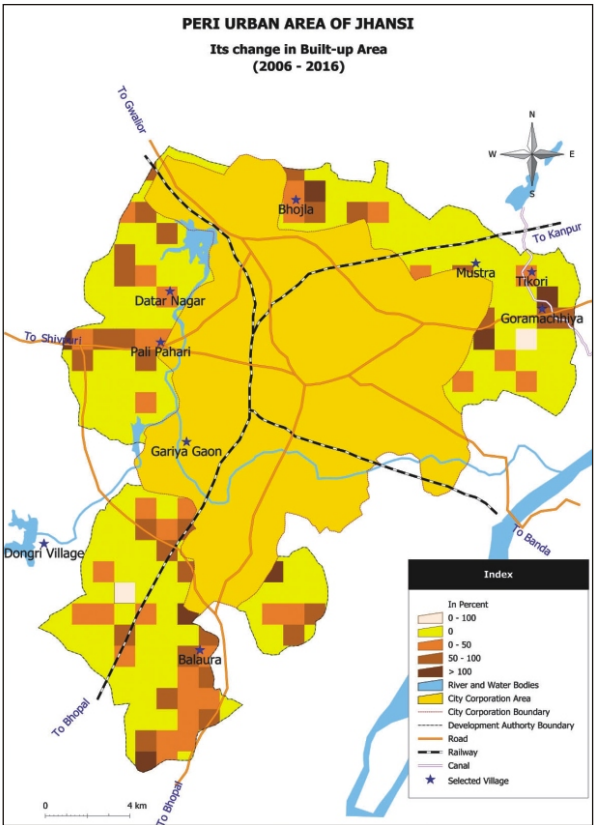 PERI URBAN AREA OF JHANSI
Its change in Built-up Area
(2006 - 2016)
To Gwalior
N
W
E
S
Bhojla
To Kanpur
Mustra
Tikori
Datar Nagar
Goramachhiya
To Shivpuri
Pali Pahari
Gariya Gaon
Dongri Village
To Banda
Balaura
To Bhopal
To Bhopal
0
4 km
Index
In Percent
0 - 100
0
0 - 50
50 - 100
> 100
River and Water Bodies
City Corporation Area
City Corporation Boundary
Development Authorty Boundary
Road
Railway
Canal
Selected Village